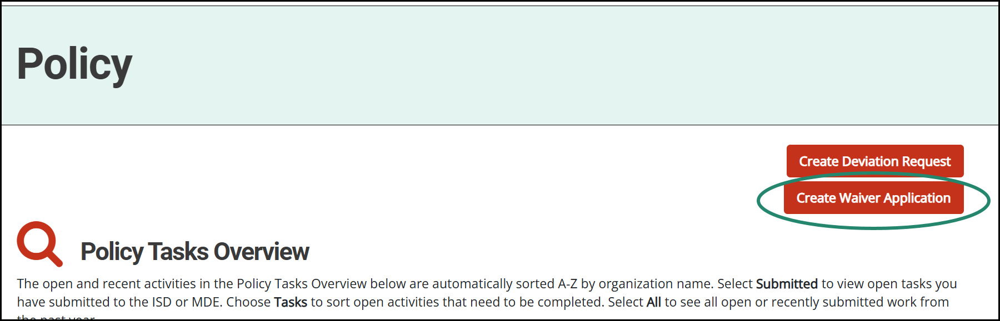 Policy
Create Deviation Request
Create Waiver Application
Policy Tasks Overview
The open and recent activities in the Policy Tasks Overview below are automatically sorted A-Z by organization name. Select Submitted to view open tasks you
have submitted to the ISD or MDE. Choose Tasks to sort open activities that need to be completed. Select All to see all open or recently submitted work from
the past year.